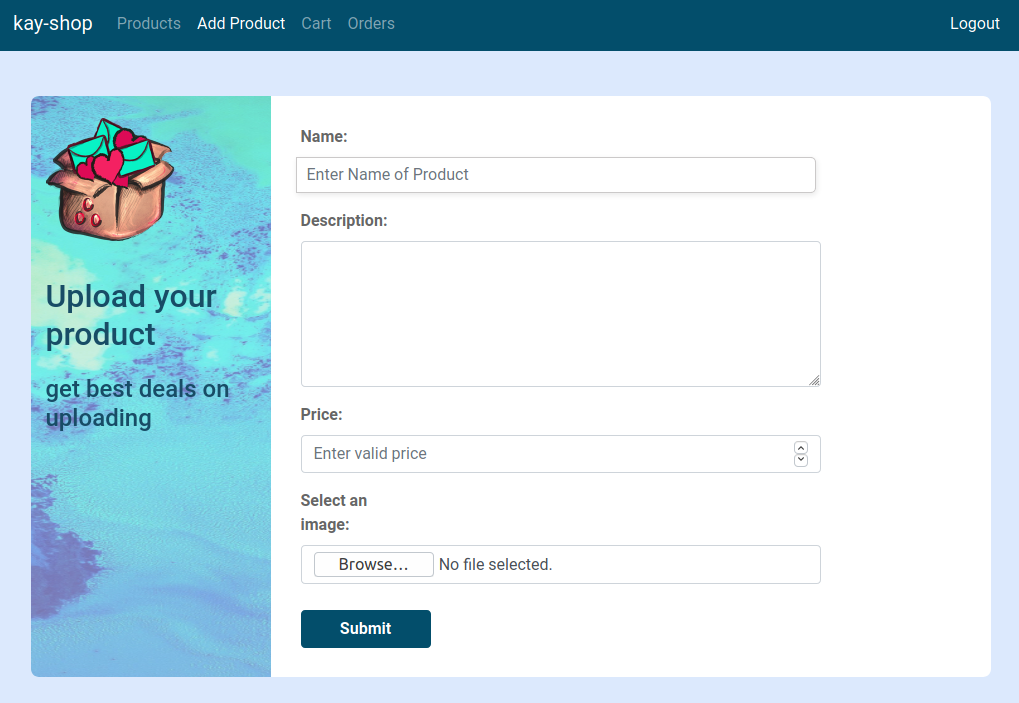 kay-shop Products Add Product Cart Orders Logout
Upload your
product
get best deals on
uploading
Name:
Enter Name of Product
Description:
Price:
Enter valid price
Select an
image:
Browse... No file selected.
Submit